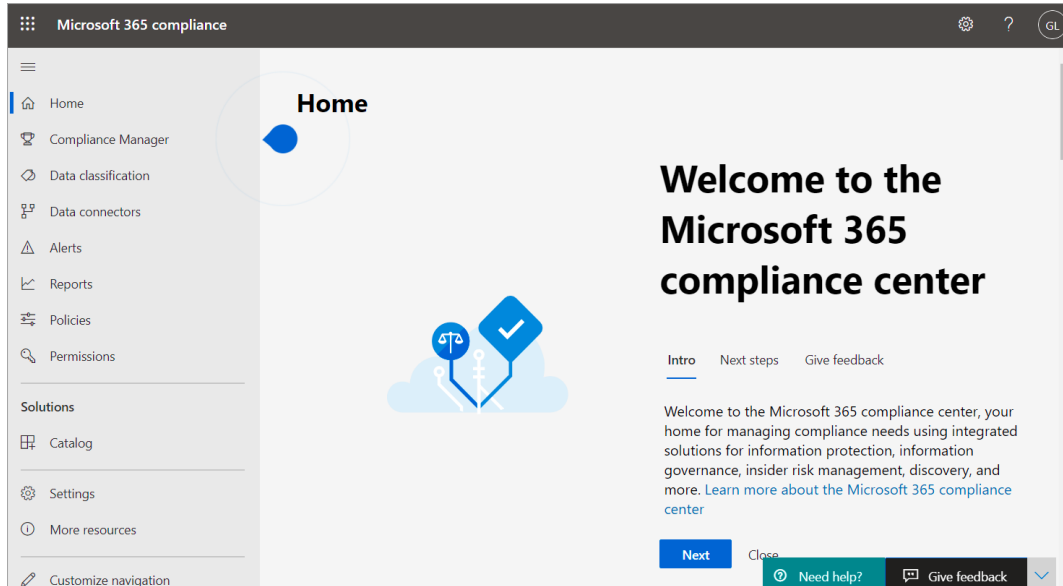 Microsoft 365 compliance
?
GL
Home
Compliance Manager
Data classification
Data connectors
Alerts
Reports
Policies
Permissions
Solutions
Catalog
Settings
More resources
Customize navigation
Home
Welcome to the
Microsoft 365
compliance center
Intro Next steps Give feedback
Welcome to the Microsoft 365 compliance center, your
home for managing compliance needs using integrated
solutions for information protection, information
governance, insider risk management, discovery, and
more. Learn more about the Microsoft 365 compliance
center
Next Close
Need help? Give feedback